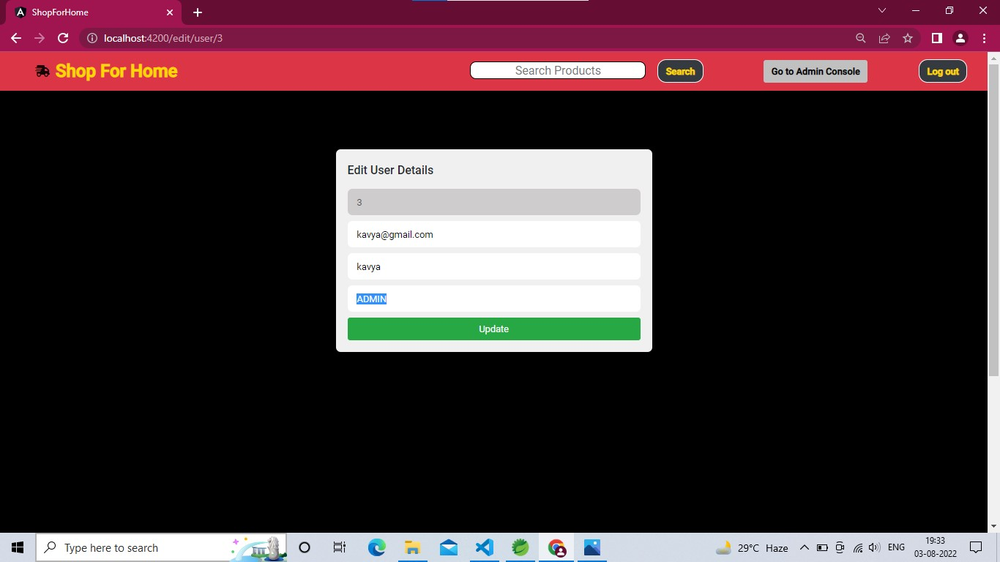 ShopForHome
localhost:4200/edit/user/3
Shop For Home
Search Products
Search
Go to Admin Console
Log out
Edit User Details
3
kavya@gmail.com
kavya
ADMIN
Update
Type here to search
29°C Haze
ENG
19:33
03-08-2022